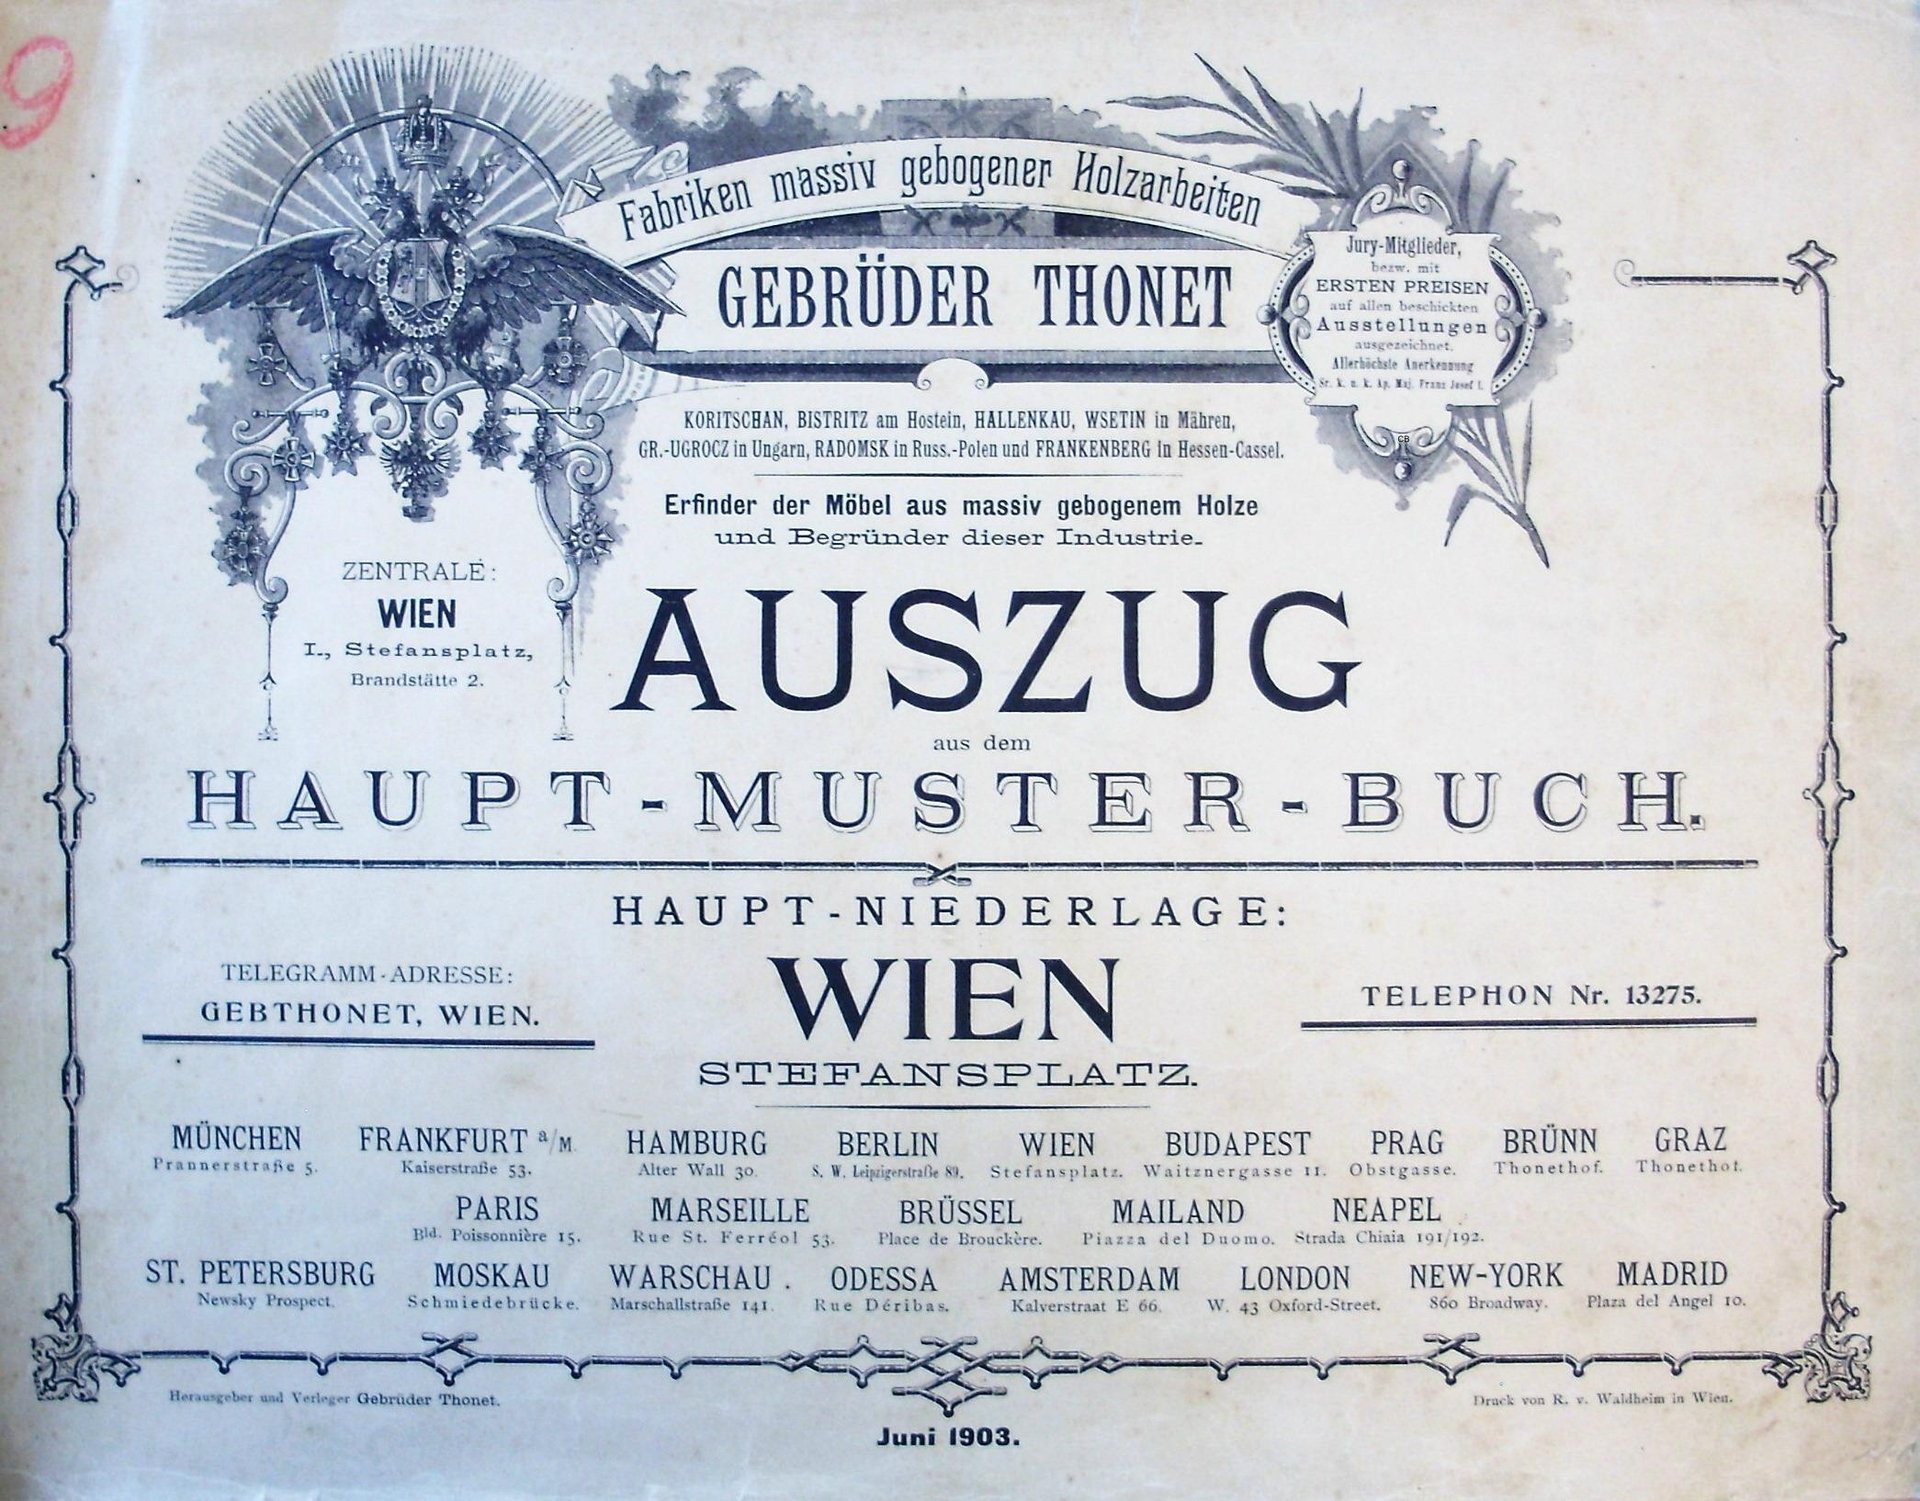 9
Fabriken massiv gebogener Holzarbeiten
GEBRÜDER THONET
Jury-Mitglieder,
bezw. mit
ERSTEN PREISEN
auf allen beschickten
Ausstellungen
ausgezeichnet.
Allerhöchste Anerkennung
Sr. k. u. k. Ap. Maj. Franz Josef I.
CB
KORITSCHAN, BISTRITZ am Hostein, HALLENKAU, WSETIN in Mähren,
GR.-UGROCZ in Ungarn, RADOMSK in Russ.-Polen und FRANKENBERG in Hessen-Cassel.
Erfinder der Möbel aus massiv gebogenem Holze
und Begründer dieser Industrie.
ZENTRALE:
WIEN
I., Stefansplatz,
Brandstätte 2.
AUSZUG
aus dem
HAUPT-MUSTER-BUCH.
HAUPT-NIEDERLAGE:
TELEGRAMM-ADRESSE:
GEBTHONET, WIEN.
WIEN
STEFANSPLATZ.
TELEPHON Nr. 13275.
MÜNCHEN FRANKFURT a/M. HAMBURG BERLIN WIEN BUDAPEST PRAG BRÜNN GRAZ
Prannerstraße 5. Kaiserstraße 53. Alter Wall 30. S. W. Leipzigerstraße 89. Stefansplatz. Waitznergasse 11. Obstgasse. Thonethof. Thonethof.
PARIS MARSEILLE BRÜSSEL MAILAND NEAPEL
Bld. Poissonnière 15. Rue St. Ferréol 53. Place de Brouckère. Piazza del Duomo. Strada Chiaia 191/192.
ST. PETERSBURG MOSKAU WARSCHAU. ODESSA AMSTERDAM LONDON NEW-YORK MADRID
Newsky Prospect. Schmiedebrücke. Marschallstraße 141. Rue Déribas. Kalverstraat E 66. W. 43 Oxford-Street. 860 Broadway. Plaza del Angel 10.
Herausgeber und Verleger Gebrüder Thonet.
Druck von R. v. Waldheim in Wien.
Juni 1903.